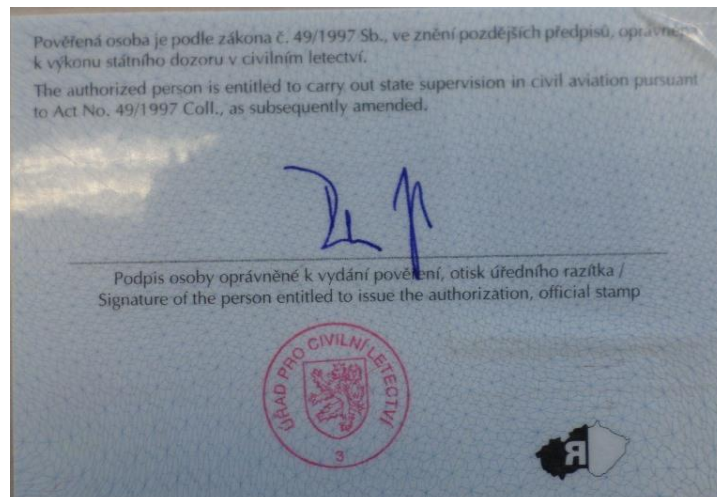 Pověřená osoba je podle zákona č. 49/1997 Sb., ve znění pozdějších předpisů, oprávněna
k výkonu státního dozoru v civilním letectví.
The authorized person is entitled to carry out state supervision in civil aviation pursuant
to Act No. 49/1997 Coll., as subsequently amended.
Podpis osoby oprávněné k vydání pověření, otisk úředního razítka /
Signature of the person entitled to issue the authorization, official stamp
ÚŘAD PRO CIVILNÍ LETECTVÍ
3
R